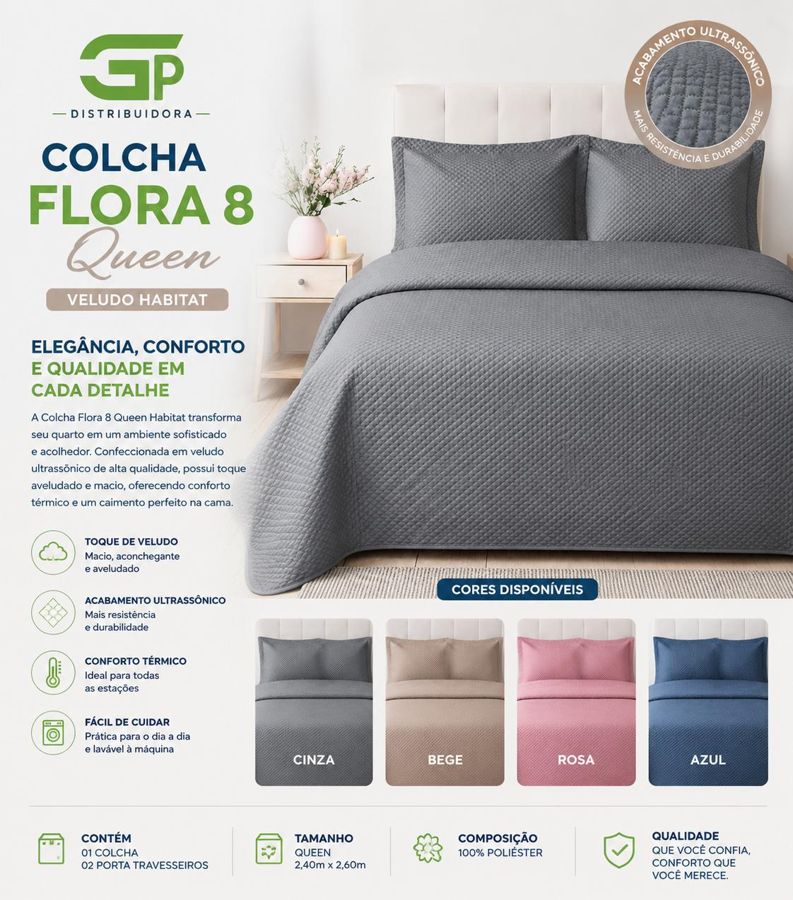 GP
DISTRIBUIDORA
COLCHA
FLORA 8
Queen
VELUDO HABITAT
ACABAMENTO ULTRASSÔNICO
MAIS RESISTÊNCIA E DURABILIDADE
ELEGÂNCIA, CONFORTO
E QUALIDADE EM
CADA DETALHE
A Colcha Flora 8 Queen Habitat transforma
seu quarto em um ambiente sofisticado
e acolhedor. Confeccionada em veludo
ultrassônico de alta qualidade, possui toque
aveludado e macio, oferecendo conforto
térmico e um caimento perfeito na cama.
TOQUE DE VELUDO
Macio, aconchegante
e aveludado
ACABAMENTO ULTRASSÔNICO
Mais resistência
e durabilidade
CONFORTO TÉRMICO
Ideal para todas
as estações
FÁCIL DE CUIDAR
Prática para o dia a dia
e lavável à máquina
CORES DISPONÍVEIS
CINZA
BEGE
ROSA
AZUL
CONTÉM
01 COLCHA
02 PORTA TRAVESSEIROS
TAMANHO
QUEEN
2,40m x 2,60m
COMPOSIÇÃO
100% POLIÉSTER
QUALIDADE
QUE VOCÊ CONFIA,
CONFORTO QUE
VOCÊ MERECE.